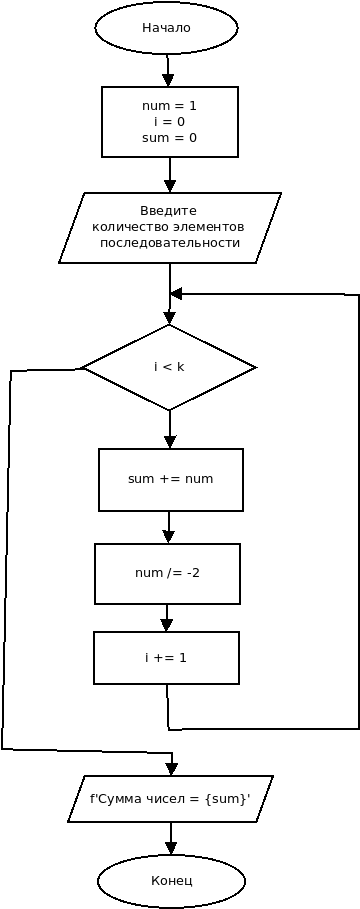 Начало
num = 1
i = 0
sum = 0
Введите
количество элементов
последовательности
i < k
sum += num
num /= -2
i += 1
f'Сумма чисел = {sum}'
Конец